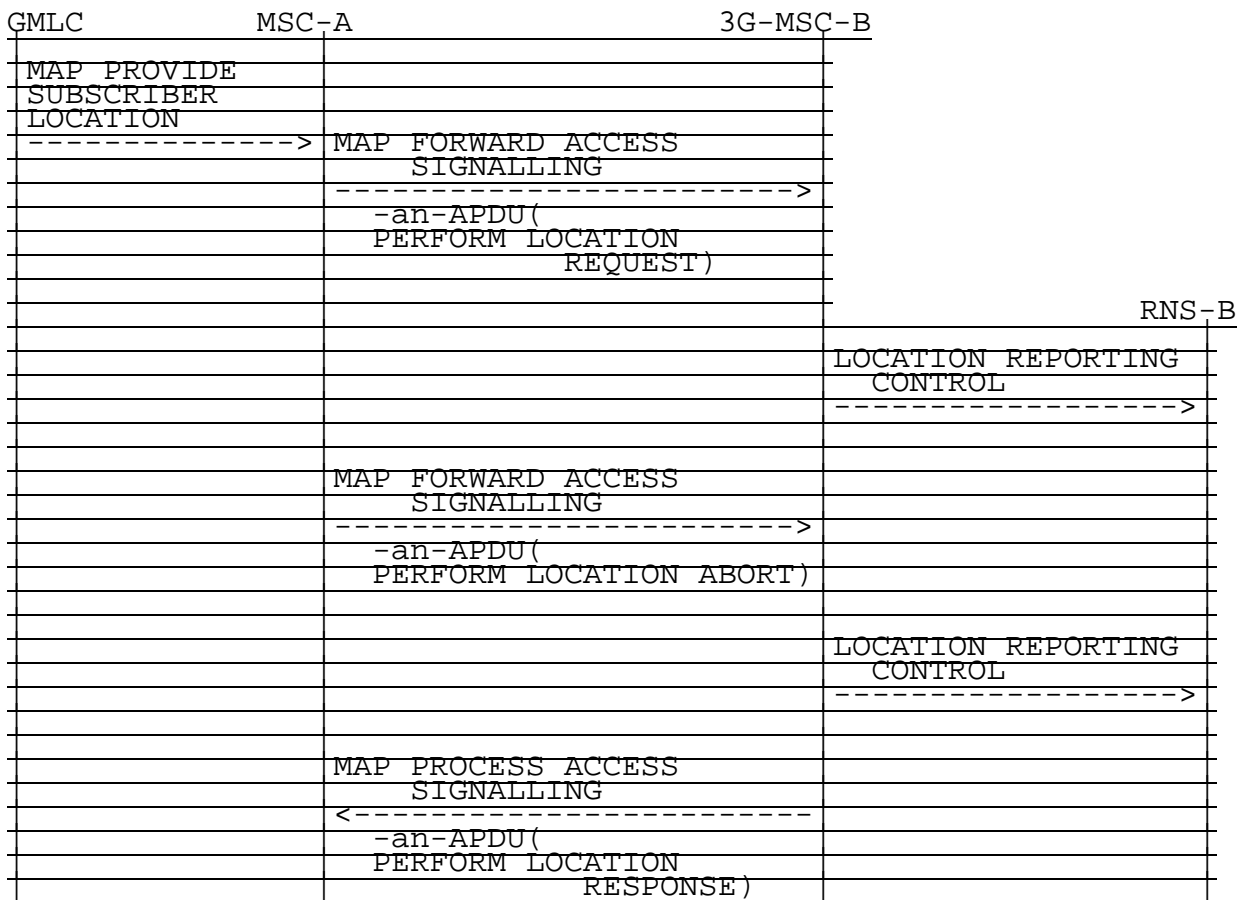 GMLC MSC-A 3G-MSC-B
MAP PROVIDE
SUBSCRIBER
LOCATION
--------------> MAP FORWARD ACCESS
SIGNALLING
------------------------>
-an-APDU(
PERFORM LOCATION
REQUEST)
RNS-B
LOCATION REPORTING
CONTROL
------------------>
MAP FORWARD ACCESS
SIGNALLING
------------------------>
-an-APDU(
PERFORM LOCATION ABORT)
LOCATION REPORTING
CONTROL
------------------>
MAP PROCESS ACCESS
SIGNALLING
<------------------------
-an-APDU(
PERFORM LOCATION
RESPONSE)